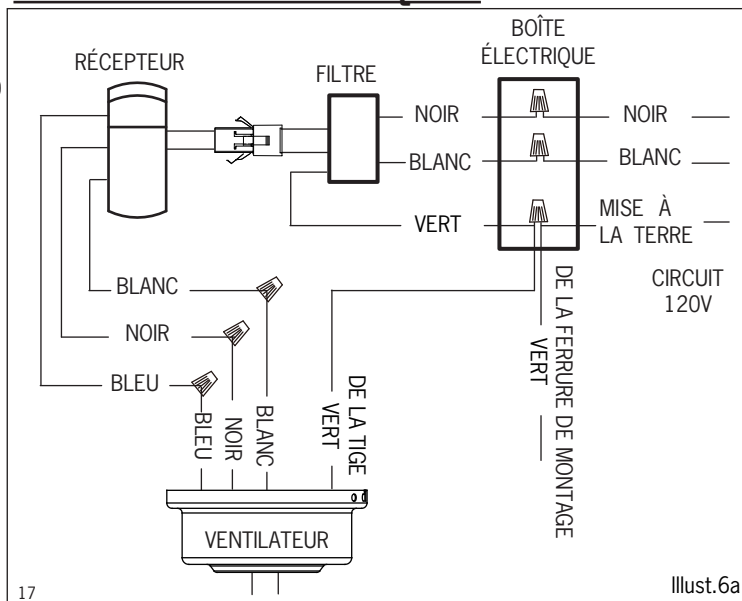 RÉCEPTEUR
FILTRE
BOÎTE
ÉLECTRIQUE
NOIR
NOIR
BLANC
BLANC
VERT
MISE À
LA TERRE
CIRCUIT
120V
BLANC
NOIR
BLEU
BLEU
NOIR
BLANC
VERT
DE LA TIGE
VERT
DE LA FERRURE DE MONTAGE
VENTILATEUR
17
Illust.6a